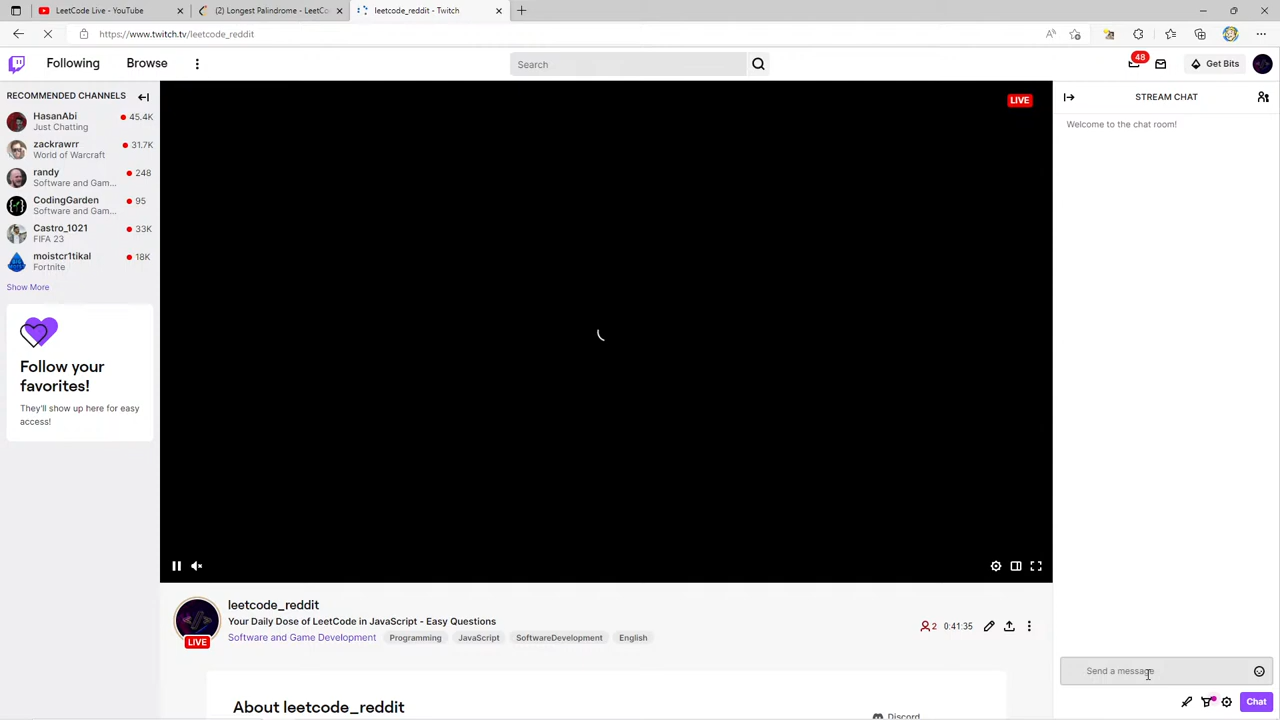 LeetCode Live - YouTube
(2) Longest Palindrome - LeetCo
leetcode_reddit - Twitch
https://www.twitch.tv/leetcode_reddit
Following
Browse
Search
48
Get Bits
RECOMMENDED CHANNELS
HasanAbi
45.4K
Just Chatting
zackrawrr
31.7K
World of Warcraft
randy
248
Software and Gam...
CodingGarden
95
Software and Gam...
Castro_1021
33K
FIFA 23
moistcr1tikal
18K
Fortnite
Show More
Follow your
favorites!
They'll show up here for easy
access!
LIVE
leetcode_reddit
Your Daily Dose of LeetCode in JavaScript - Easy Questions
Software and Game Development
Programming
JavaScript
SoftwareDevelopment
English
LIVE
2
0:41:35
About leetcode_reddit
Discord
STREAM CHAT
Welcome to the chat room!
Send a message
Chat